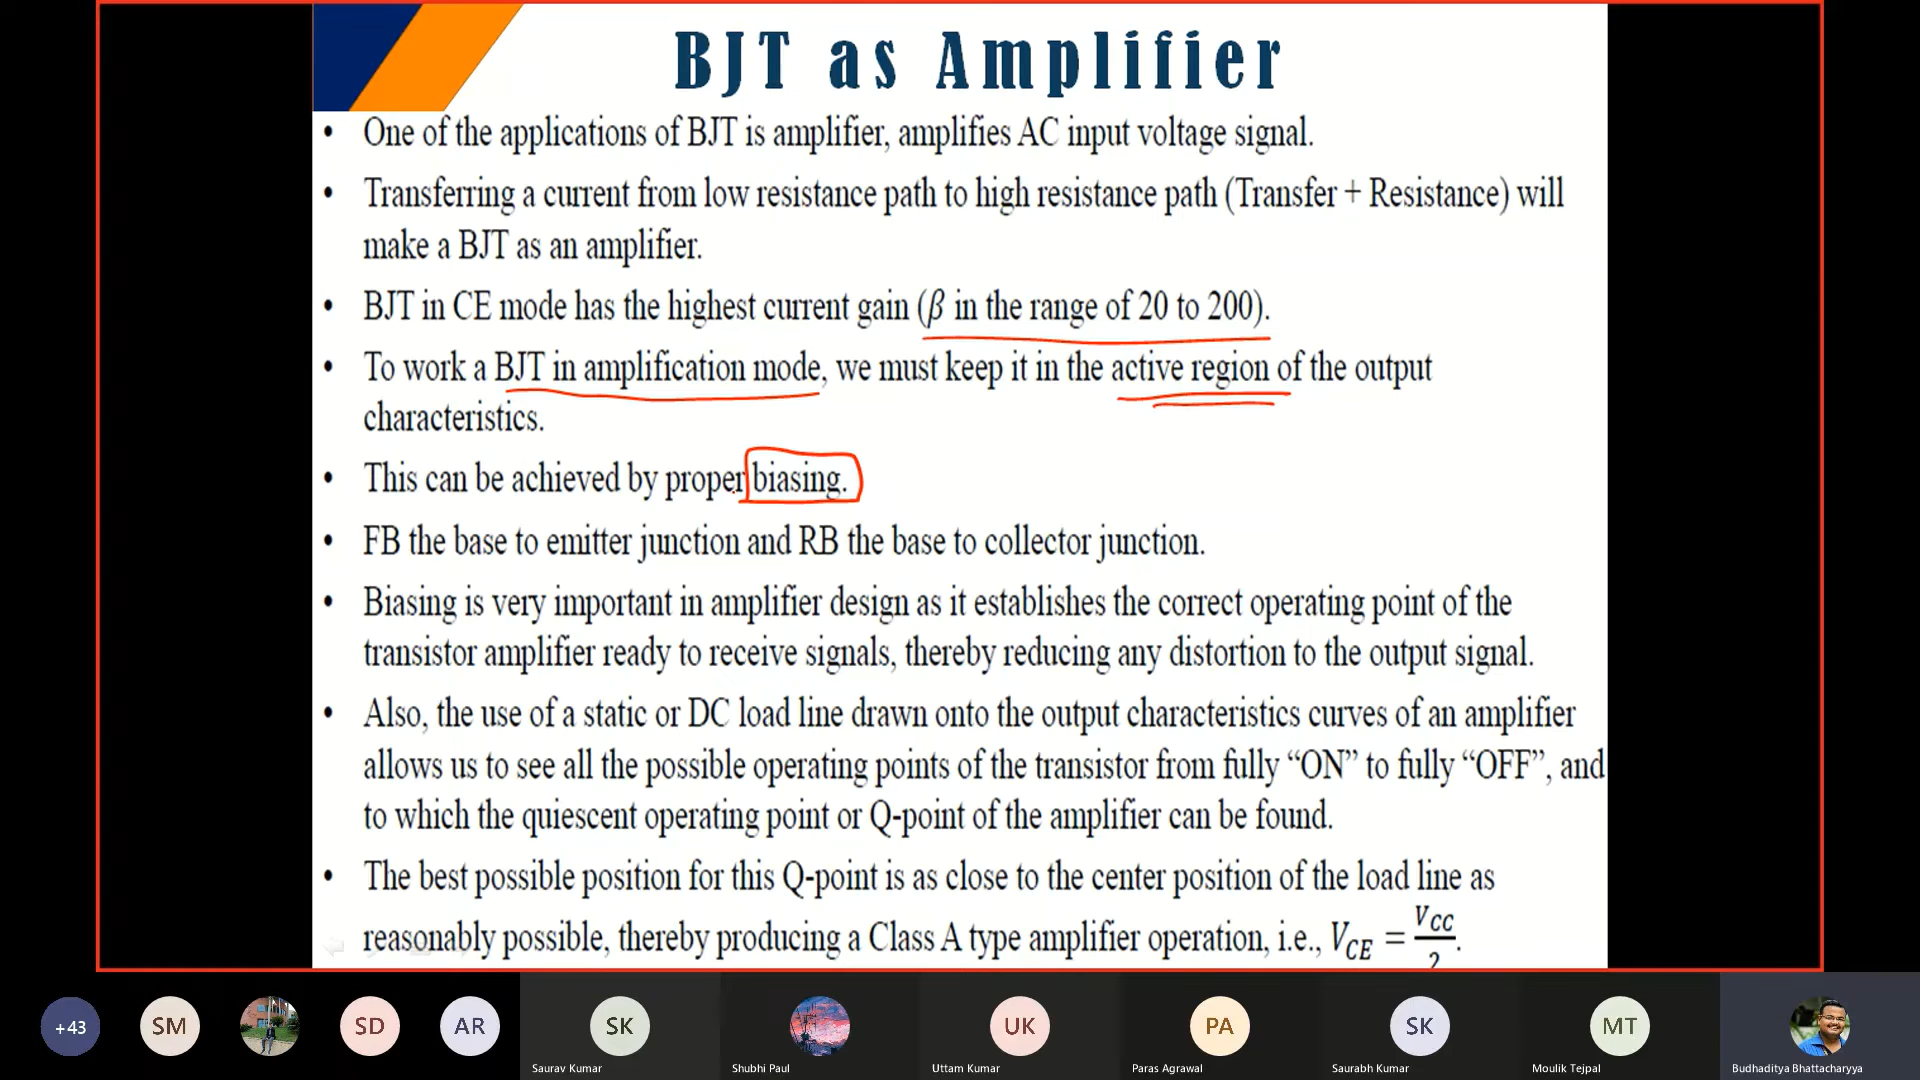 BJT as Amplifier
• One of the applications of BJT is amplifier, amplifies AC input voltage signal.
• Transferring a current from low resistance path to high resistance path (Transfer + Resistance) will
make a BJT as an amplifier.
• BJT in CE mode has the highest current gain (β in the range of 20 to 200).
• To work a BJT in amplification mode, we must keep it in the active region of the output
characteristics.
• This can be achieved by proper biasing.
• FB the base to emitter junction and RB the base to collector junction.
• Biasing is very important in amplifier design as it establishes the correct operating point of the
transistor amplifier ready to receive signals, thereby reducing any distortion to the output signal.
• Also, the use of a static or DC load line drawn onto the output characteristics curves of an amplifier
allows us to see all the possible operating points of the transistor from fully “ON” to fully “OFF”, and
to which the quiescent operating point or Q-point of the amplifier can be found.
• The best possible position for this Q-point is as close to the center position of the load line as
reasonably possible, thereby producing a Class A type amplifier operation, i.e., V_CE = V_CC/2.
+43 SM SD AR SK UK PA SK MT
Saurav Kumar Shubhi Paul Uttam Kumar Paras Agrawal Saurabh Kumar Moulik Tejpal Budhaditya Bhattacharyya